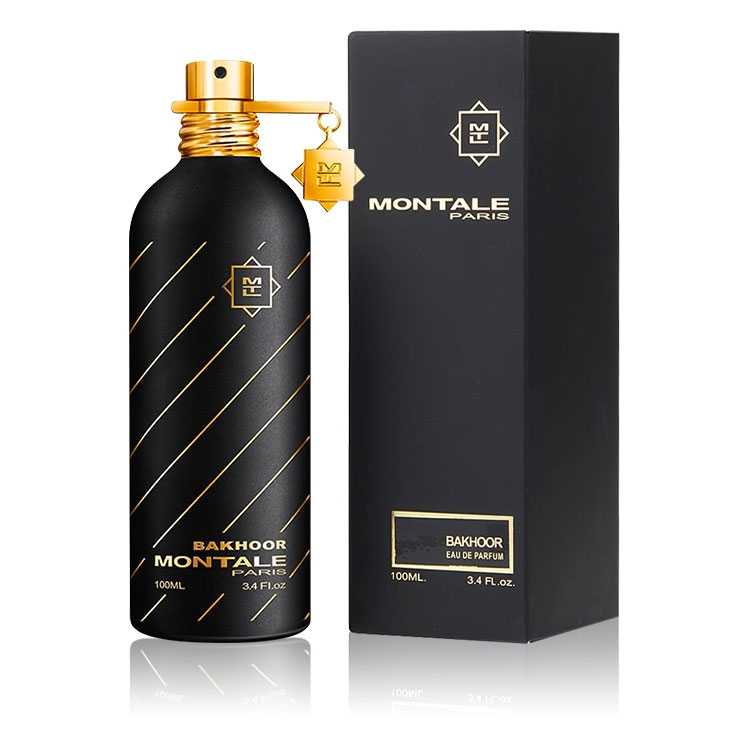 BAKHOOR
MONTALE
PARIS
100ML 3.4 Fl.oz
MONTALE
PARIS
BAKHOOR
EAU DE PARFUM
100ML. 3.4 FL.oz.